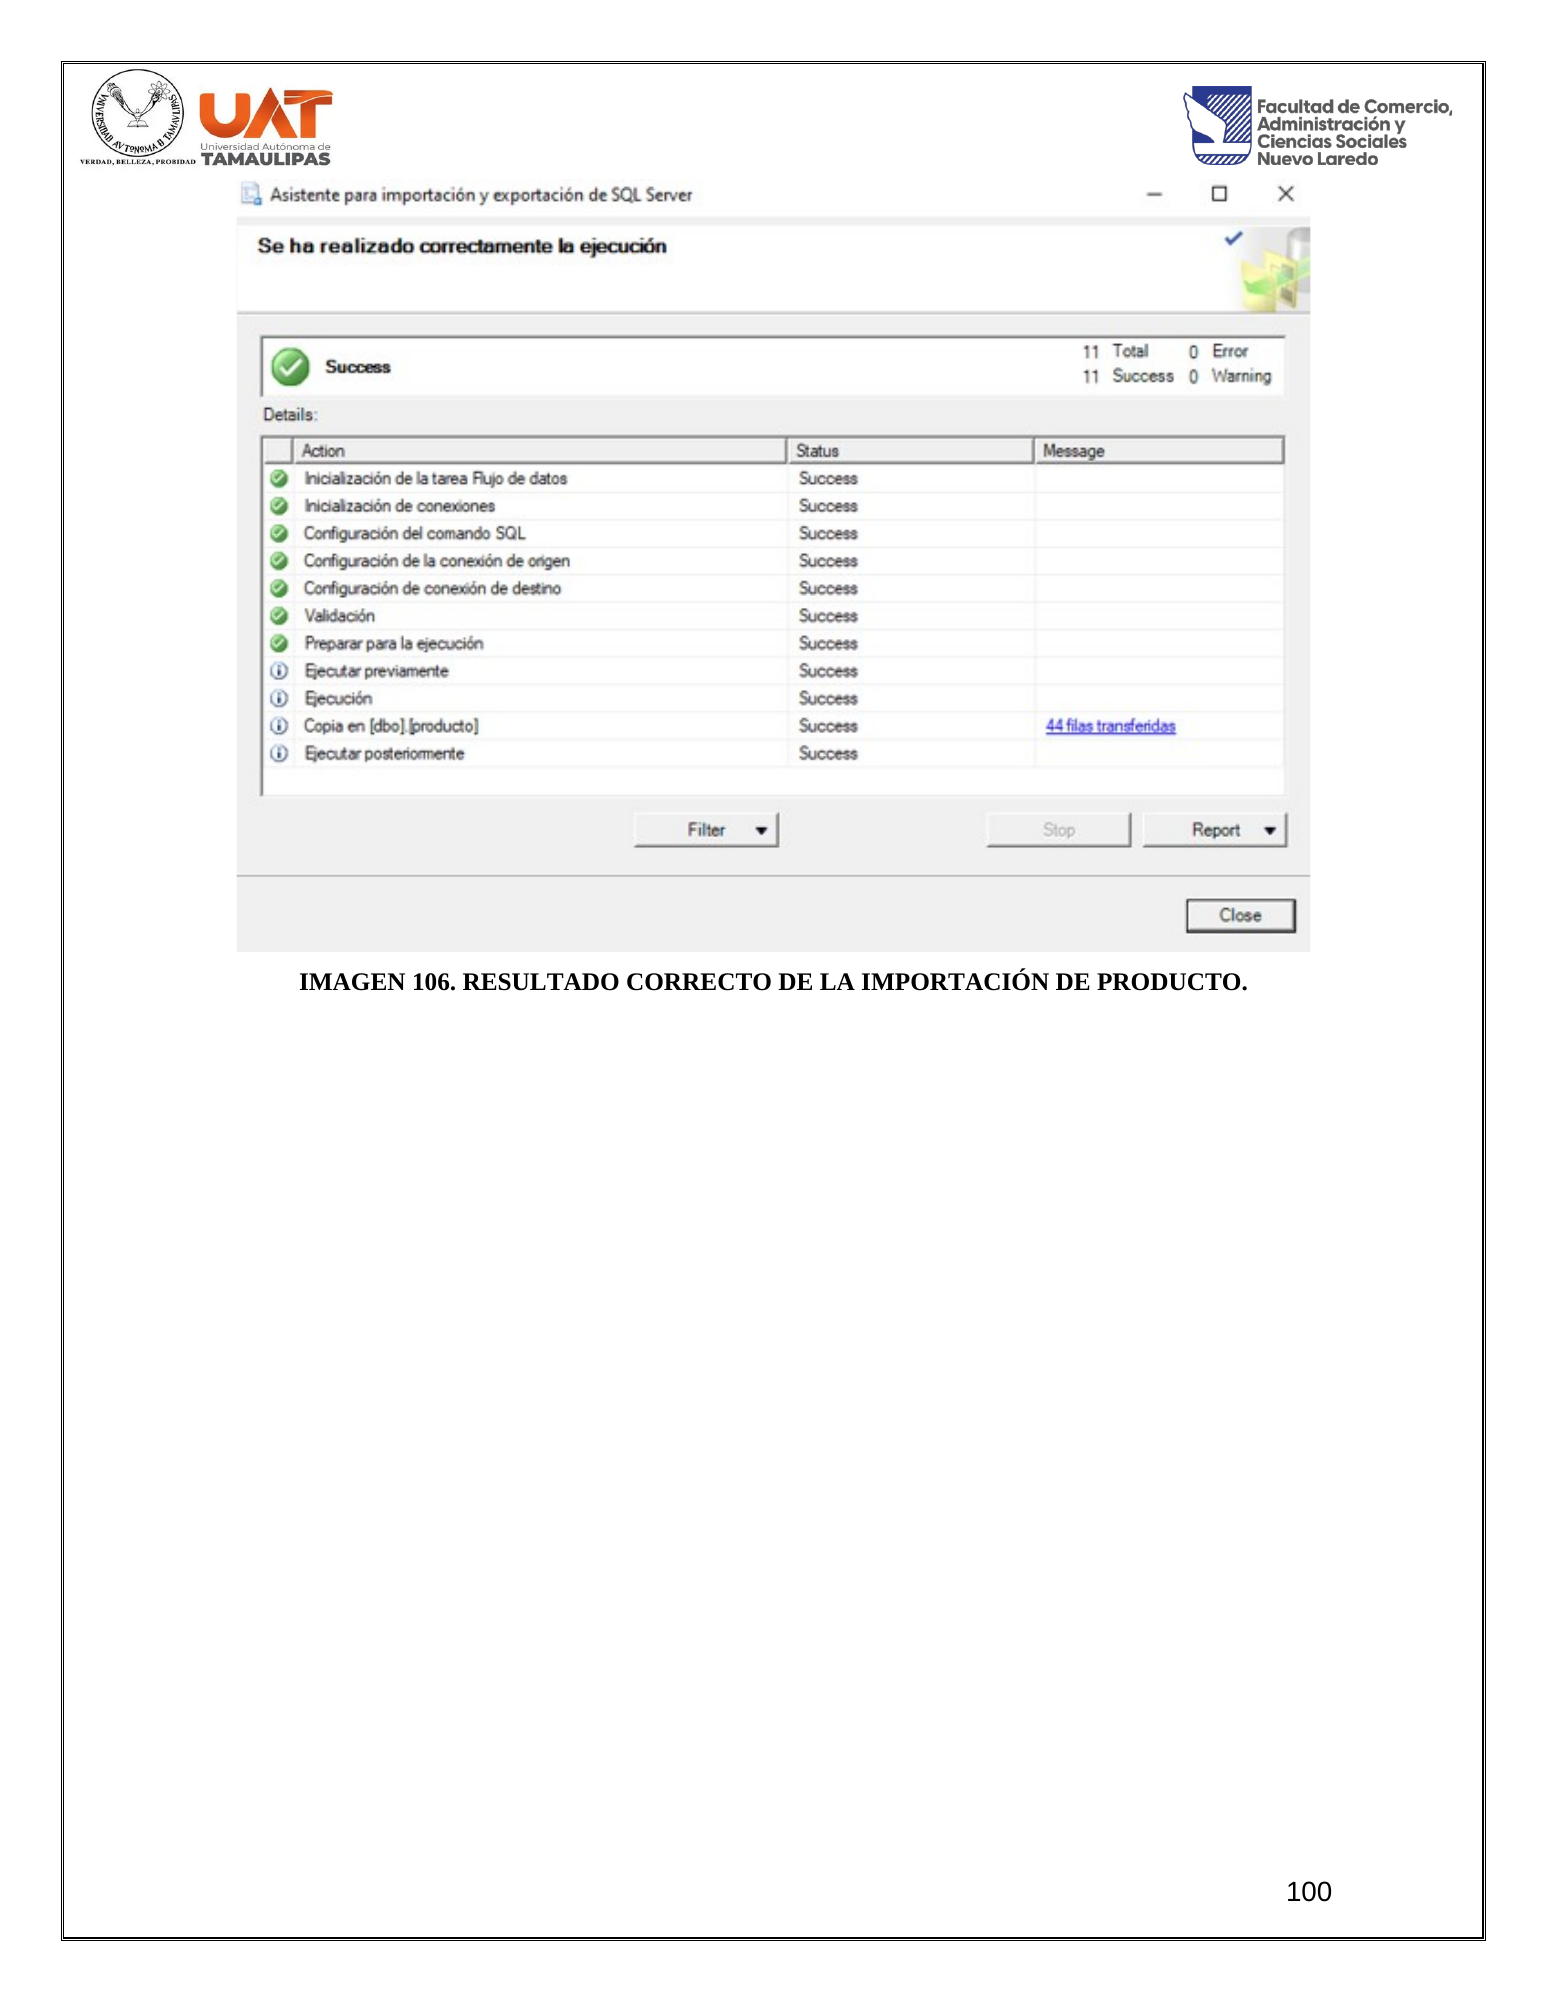 VNIVERSIDAD AVTONOMA D TAMAVLIPAS
VERDAD, BELLEZA, PROBIDAD
UAT
Universidad Autónoma de
TAMAULIPAS
Facultad de Comercio,
Administración y
Ciencias Sociales
Nuevo Laredo
Asistente para importación y exportación de SQL Server
Se ha realizado correctamente la ejecución
Success
11 Total 0 Error
11 Success 0 Warning
Details:
Action Status Message
Inicialización de la tarea Flujo de datos Success
Inicialización de conexiones Success
Configuración del comando SQL Success
Configuración de la conexión de origen Success
Configuración de conexión de destino Success
Validación Success
Preparar para la ejecución Success
Ejecutar previamente Success
Ejecución Success
Copia en [dbo].[producto] Success 44 filas transferidas
Ejecutar posteriormente Success
Filter Stop Report
Close
IMAGEN 106. RESULTADO CORRECTO DE LA IMPORTACIÓN DE PRODUCTO.
100